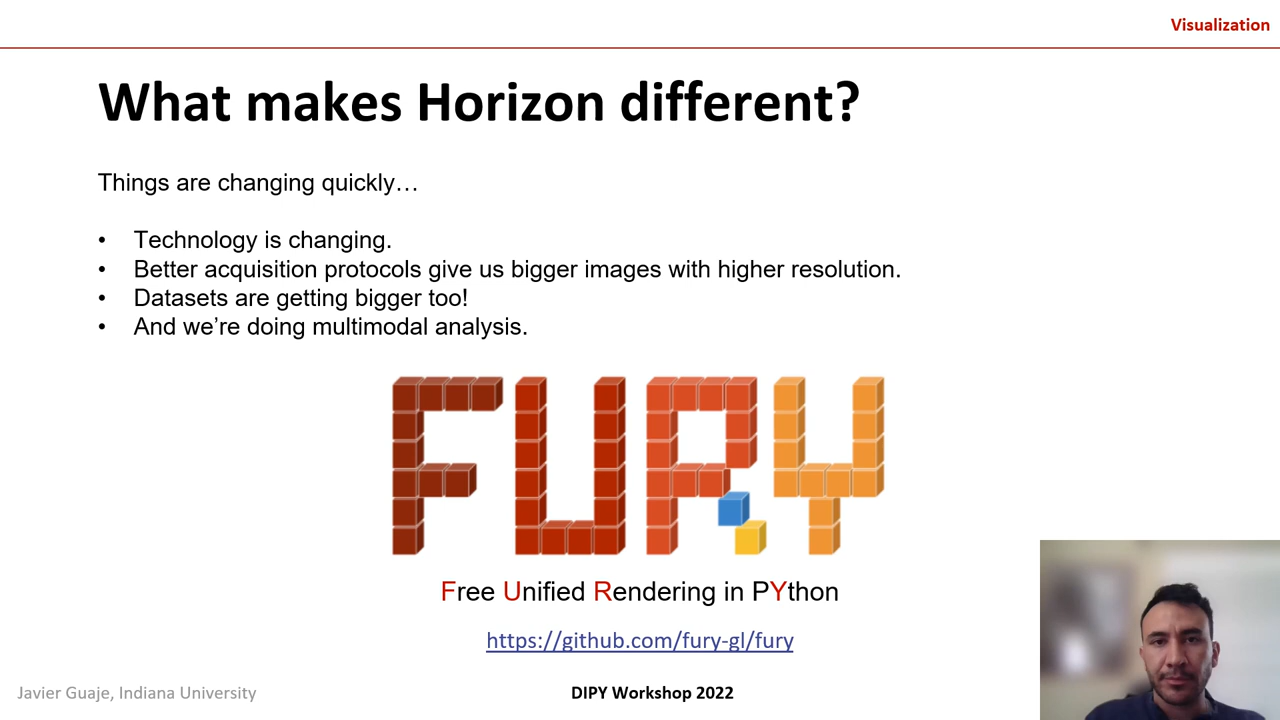 Visualization
What makes Horizon different?
Things are changing quickly…
• Technology is changing.
• Better acquisition protocols give us bigger images with higher resolution.
• Datasets are getting bigger too!
• And we’re doing multimodal analysis.
FURY
Free Unified Rendering in PYthon
https://github.com/fury-gl/fury
Javier Guaje, Indiana University
DIPY Workshop 2022